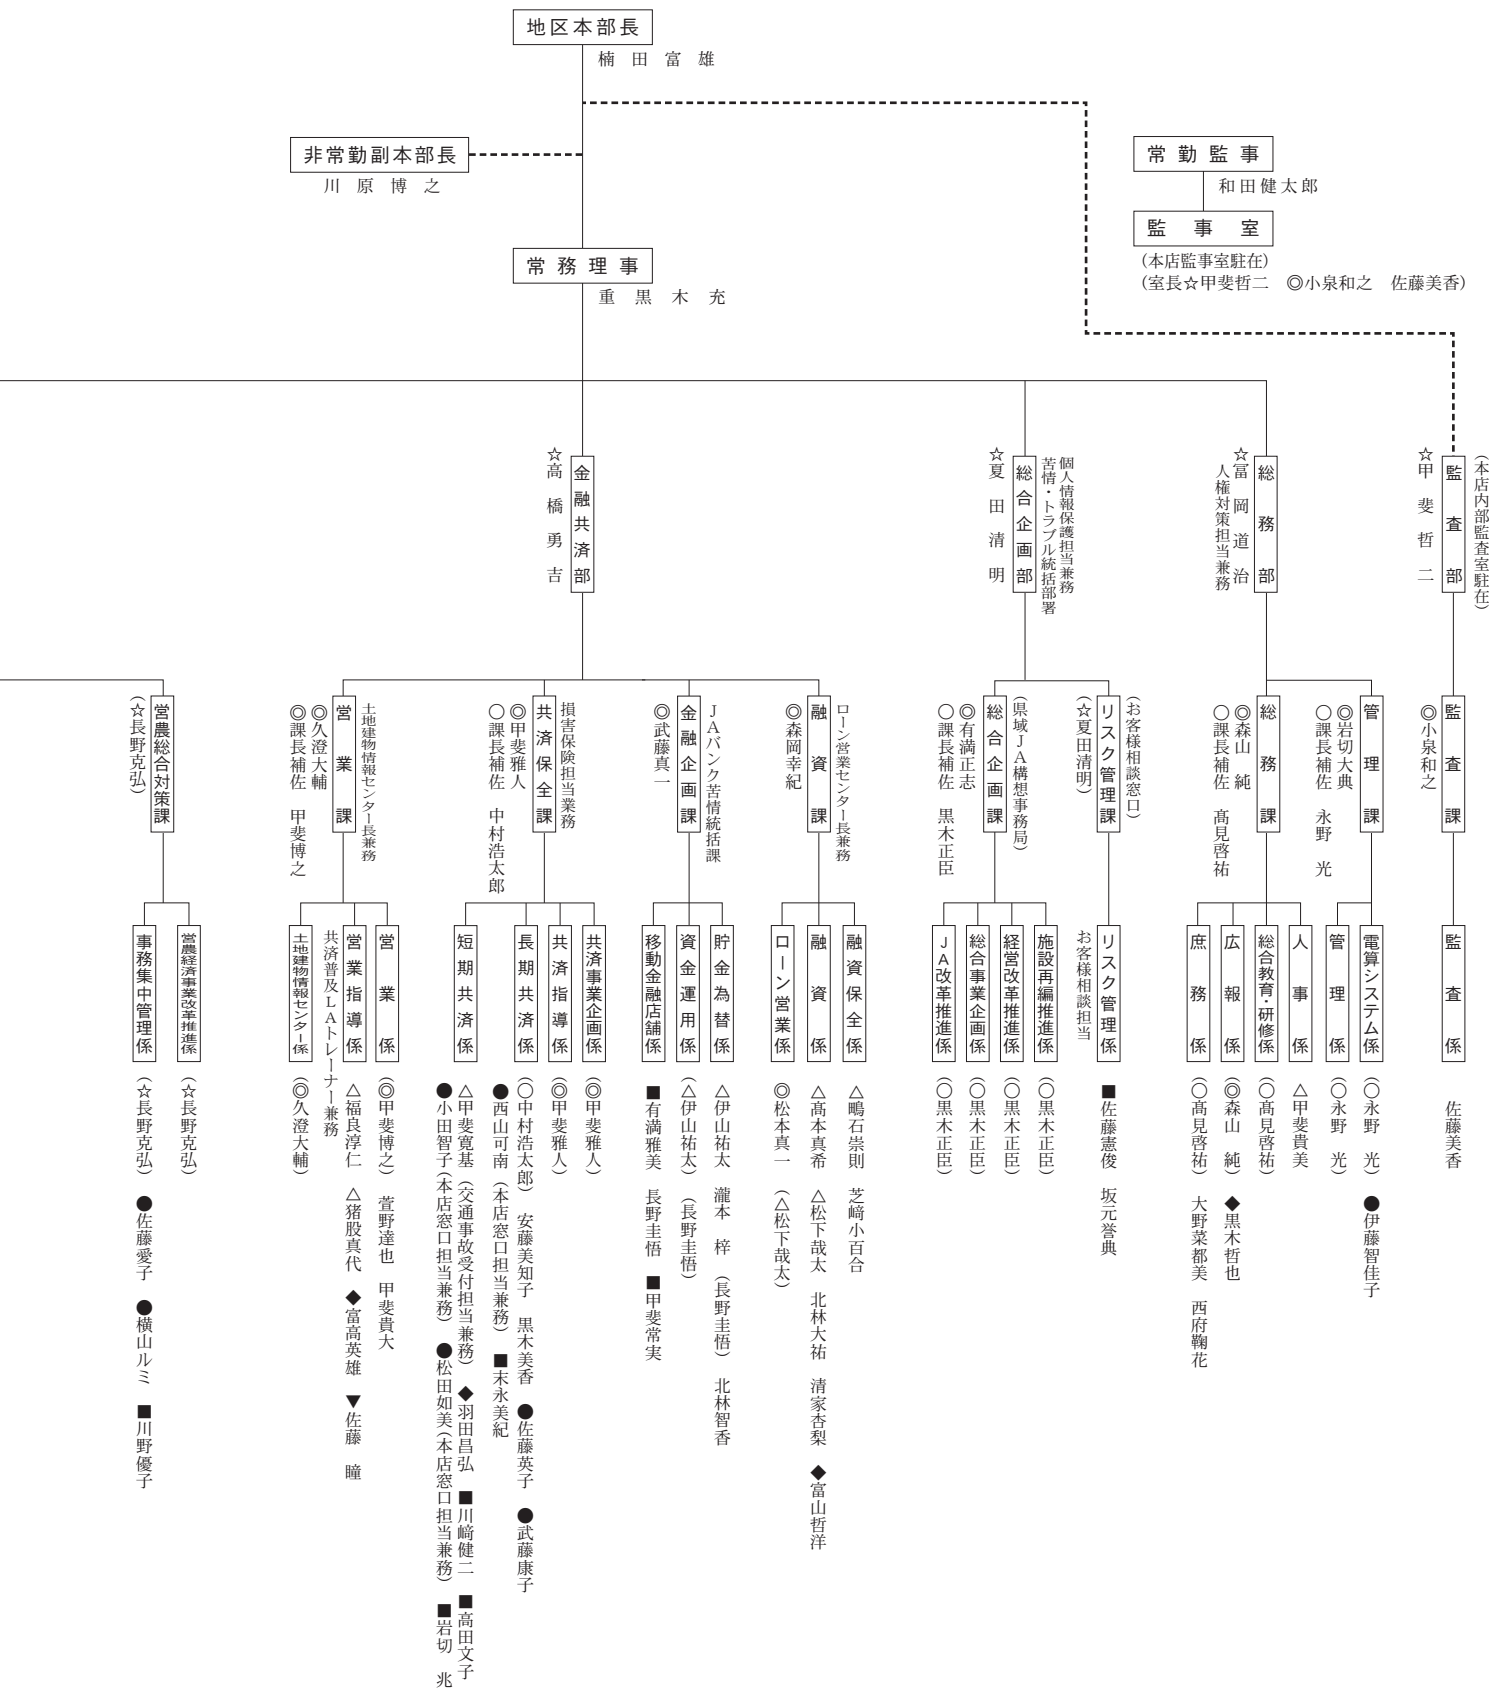 地区本部長
楠田富雄
非常勤副本部長
川原博之
常勤監事
和田健太郎
監事室
(本店監事室駐在)
(室長☆甲斐哲二　◎小泉和之　佐藤美香)
常務理事
重黒木充
(本店内部監査室駐在)
監査部
☆甲斐哲二
総務部
☆冨岡道治
人権対策担当兼務
個人情報保護担当兼務
苦情・トラブル統括部署
総合企画部
☆夏田清明
金融共済部
☆高橋勇吉
監査課
◎小泉和之
管理課
◎岩切大典
○課長補佐　永野　光
総務課
◎森山　純
○課長補佐　髙見啓祐
(お客様相談窓口)
リスク管理課
(☆夏田清明)
(県域JA構想事務局)
総合企画課
◎有満正志
○課長補佐　黒木正臣
ローン営業センター長兼務
融資課
◎森岡幸紀
JAバンク苦情統括課
金融企画課
◎武藤真一
損害保険担当業務
共済保全課
◎甲斐雅人
○課長補佐　中村浩太郎
土地建物情報センター長兼務
営業課
◎久澄大輔
◎課長補佐　甲斐博之
営農総合対策課
(☆長野克弘)
監査係
佐藤美香
電算システム係
(○永野　光)　●伊藤智佳子
管理係
(○永野　光)
人事係
△甲斐貴美
総合教育・研修係
(○髙見啓祐)
広報係
(◎森山　純)　◆黒木哲也
庶務係
(○髙見啓祐)　大野菜都美　西府鞠花
リスク管理係
■佐藤憲俊　坂元誉典
お客様相談担当
施設再編推進係
(○黒木正臣)
経営改革推進係
(○黒木正臣)
総合事業企画係
(○黒木正臣)
JA改革推進係
(○黒木正臣)
融資保全係
△鴫石崇則　芝﨑小百合
融資係
△髙本真希　△松下哉太　北林大祐　清家杏梨　◆富山哲洋
ローン営業係
◎松本真一　(△松下哉太)
貯金為替係
△伊山祐太　瀧本　梓　(長野圭悟)　北林智香
資金運用係
(△伊山祐太)　(長野圭悟)
移動金融店舗係
■有満雅美　長野圭悟　■甲斐常実
共済事業企画係
(◎甲斐雅人)
共済指導係
(◎甲斐雅人)
長期共済係
(○中村浩太郎)　安藤美知子　黒木美香　●佐藤英子　●武藤康子
●西山可南(本店窓口担当兼務)　■末永美紀
短期共済係
△甲斐寛基(交通事故受付担当兼務)　◆羽田昌弘　■川﨑健二　■高田文子
●小田智子(本店窓口担当兼務)　●松田如美(本店窓口担当兼務)　■岩切　兆
営業係
(◎甲斐博之)　萱野達也　甲斐貴大
営業指導係
△福良淳仁　△猪股真代　◆富高英雄　▼佐藤　瞳
共済普及LAトレーナー兼務
土地建物情報センター係
(◎久澄大輔)
営農経済事業改革推進係
(☆長野克弘)
事務集中管理係
(☆長野克弘)　●佐藤愛子　●横山ルミ　■川野優子